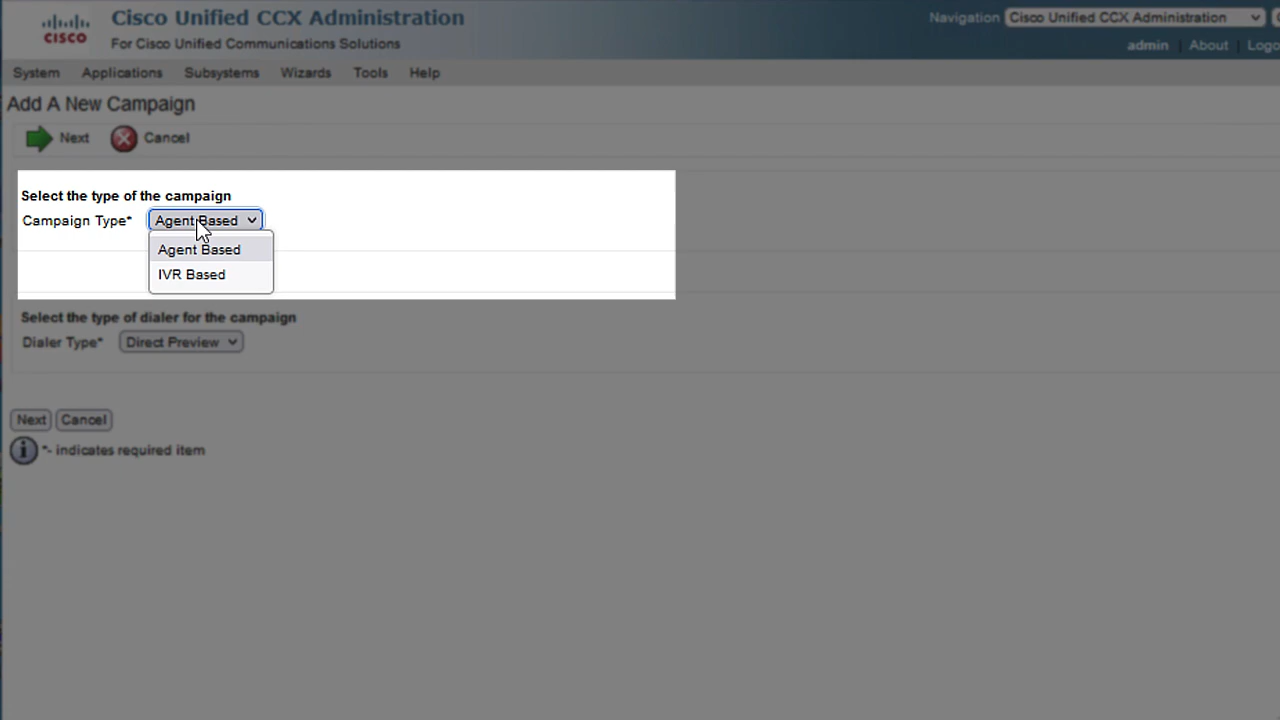 CISCO
Cisco Unified CCX Administration
For Cisco Unified Communications Solutions
Navigation Cisco Unified CCX Administration
admin | About | Logo
System Applications Subsystems Wizards Tools Help
Add A New Campaign
Next Cancel
Select the type of the campaign
Campaign Type* Agent Based
Agent Based
IVR Based
Select the type of dialer for the campaign
Dialer Type* Direct Preview
Next Cancel
*- indicates required item